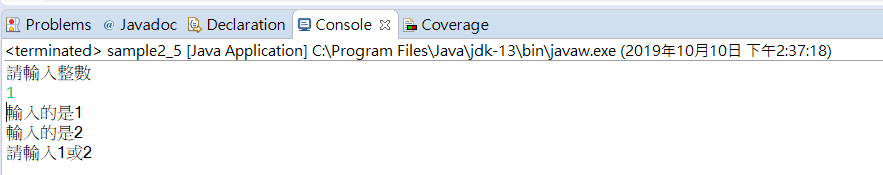 Problems @ Javadoc Declaration Console Coverage
<terminated> sample2_5 [Java Application] C:\Program Files\Java\jdk-13\bin\javaw.exe (2019年10月10日 下午2:37:18)
請輸入整數
1
輸入的是1
輸入的是2
請輸入1或2